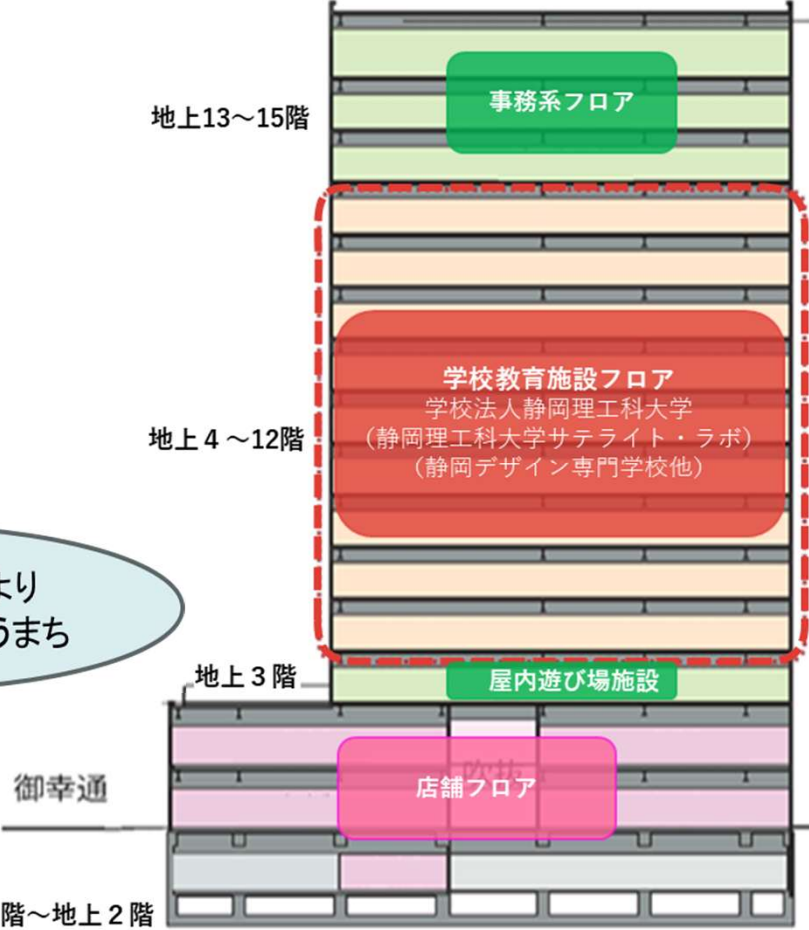 事務系フロア
地上13～15階
学校教育施設フロア
学校法人静岡理工科大学
（静岡理工科大学サテライト・ラボ）
（静岡デザイン専門学校他）
地上４～12階
より
うまち
地上３階
屋内遊び場施設
吹抜
店舗フロア
御幸通
階～地上２階